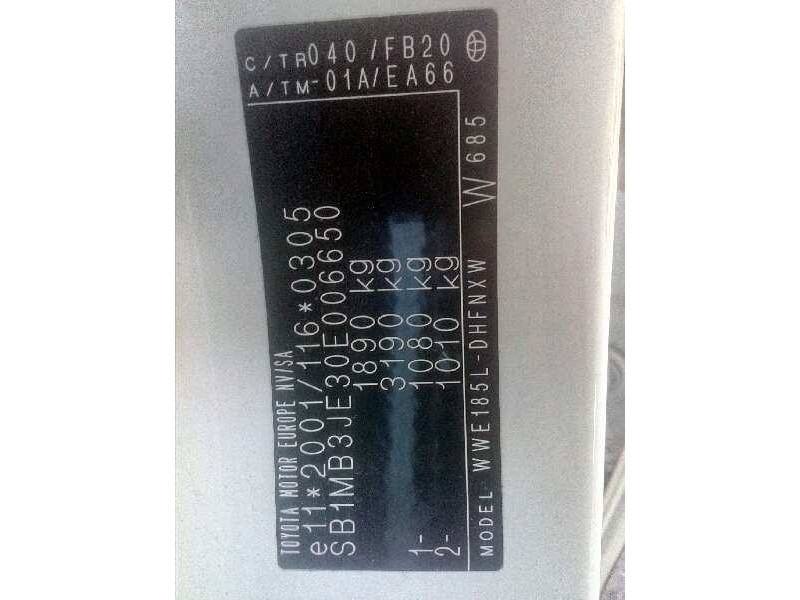 TOYOTA MOTOR EUROPE NV/SA
e11*2001/116*0305
SB1MB3JE30E006650
1890 kg
3190 kg
1- 1080 kg
2- 1010 kg
MODEL WWE185L-DHFNXW W 685
C/TR 040 /FB20
A/TM -01A/EA66